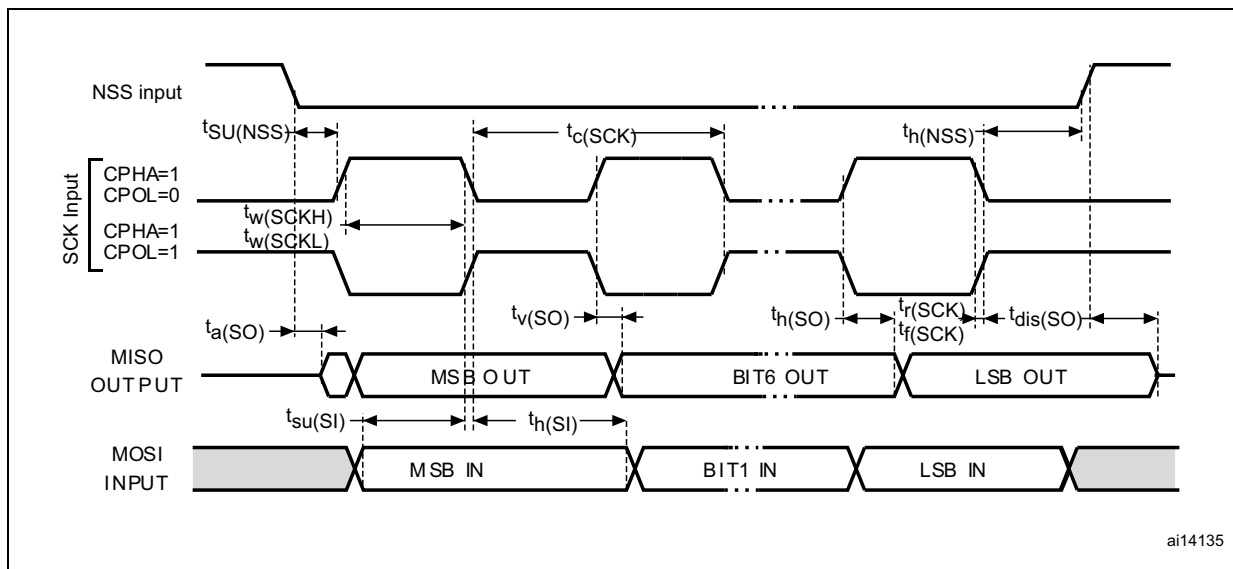 NSS input
tSU(NSS)
tc(SCK)
th(NSS)
SCK Input
CPHA=1
CPOL=0
tw(SCKH)
tw(SCKL)
CPHA=1
CPOL=1
ta(SO)
tv(SO)
th(SO)
tr(SCK)
tf(SCK)
tdis(SO)
MISO
OUTPUT
MSB OUT
BIT6 OUT
LSB OUT
tsu(SI)
th(SI)
MOSI
INPUT
MSB IN
BIT1 IN
LSB IN
ai14135